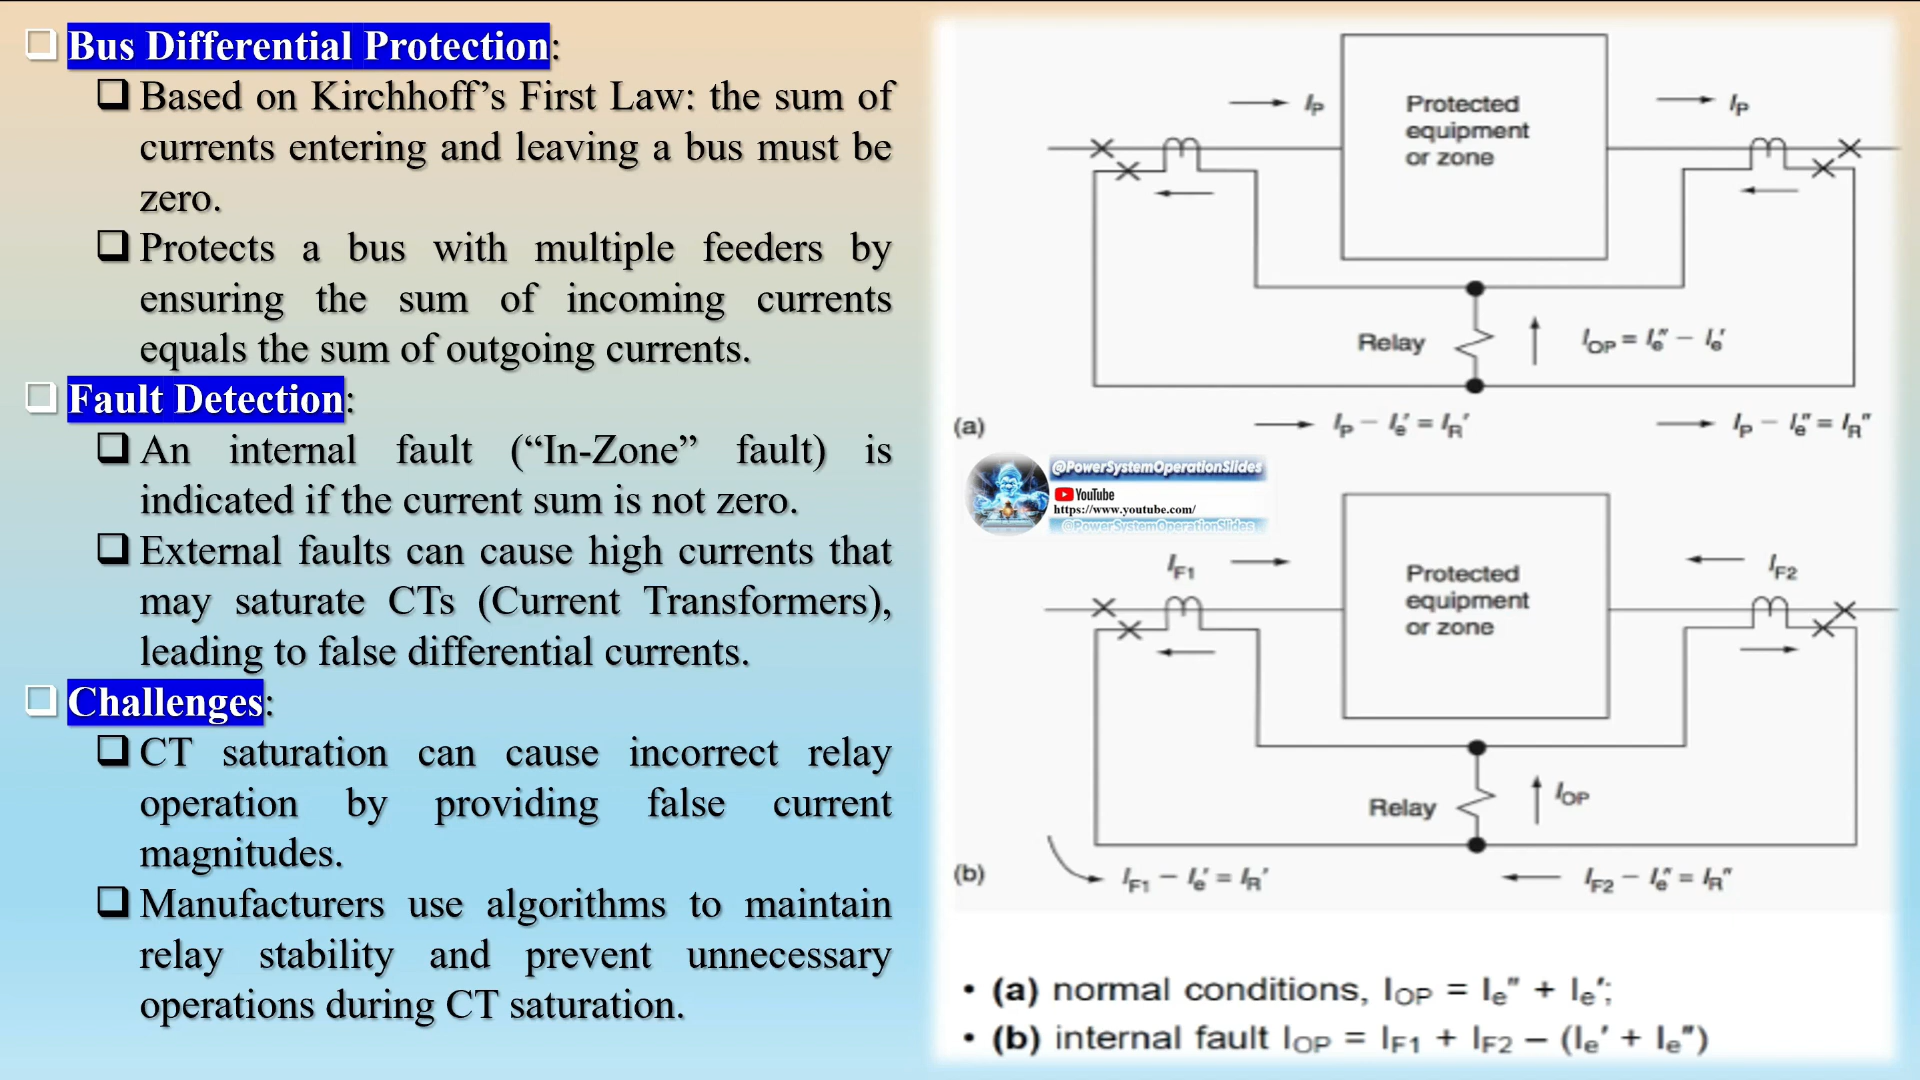 Bus Differential Protection:
Based on Kirchhoff’s First Law: the sum of
currents entering and leaving a bus must be
zero.
Protects a bus with multiple feeders by
ensuring the sum of incoming currents
equals the sum of outgoing currents.
Fault Detection:
An internal fault (“In-Zone” fault) is
indicated if the current sum is not zero.
External faults can cause high currents that
may saturate CTs (Current Transformers),
leading to false differential currents.
Challenges:
CT saturation can cause incorrect relay
operation by providing false current
magnitudes.
Manufacturers use algorithms to maintain
relay stability and prevent unnecessary
operations during CT saturation.
IP
Protected
equipment
or zone
IP
Relay
IOP = Ie″ − Ie′
(a)
IP − Ie′ = IR′
IP − Ie″ = IR″
@PowerSystemOperationSlides
YouTube
https://www.youtube.com/
@PowerSystemOperationSlides
IF1
Protected
equipment
or zone
IF2
Relay
IOP
(b)
IF1 − Ie′ = IR′
IF2 − Ie″ = IR″
• (a) normal conditions, IOP = Ie″ + Ie′;
• (b) internal fault IOP = IF1 + IF2 − (Ie′ + Ie″)